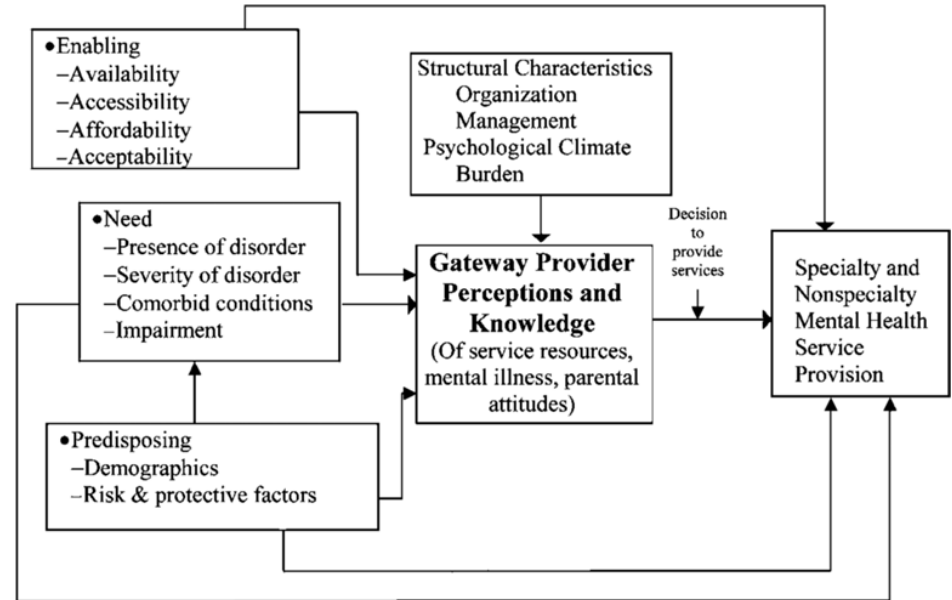 ●Enabling
–Availability
–Accessibility
–Affordability
–Acceptability
Structural Characteristics
Organization
Management
Psychological Climate
Burden
●Need
–Presence of disorder
–Severity of disorder
–Comorbid conditions
–Impairment
Gateway Provider
Perceptions and
Knowledge
(Of service resources,
mental illness, parental
attitudes)
Decision
to
provide
services
Specialty and
Nonspecialty
Mental Health
Service
Provision
●Predisposing
–Demographics
–Risk & protective factors